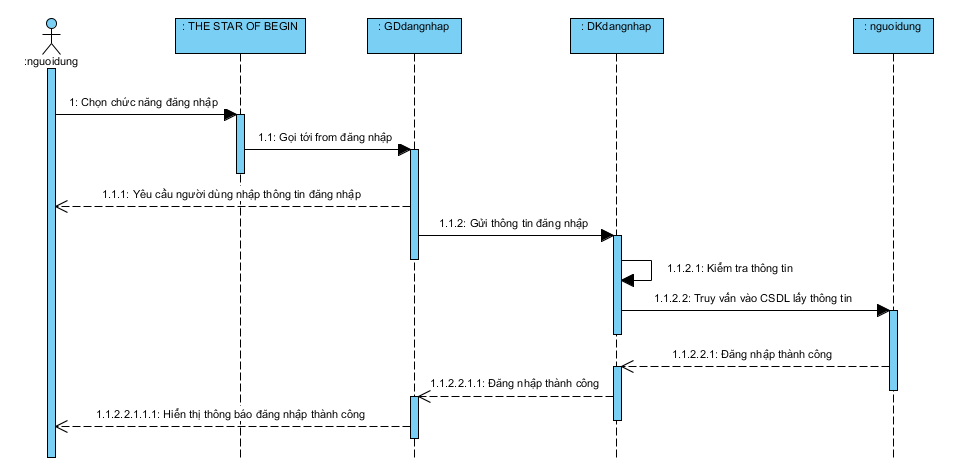 : THE STAR OF BEGIN
: GDdangnhap
: DKdangnhap
: nguoidung
:nguoidung
1: Chọn chức năng đăng nhập
1.1: Gọi tới from đăng nhập
1.1.1: Yêu cầu người dùng nhập thông tin đăng nhập
1.1.2: Gửi thông tin đăng nhập
1.1.2.1: Kiểm tra thông tin
1.1.2.2: Truy vấn vào CSDL lấy thông tin
1.1.2.2.1: Đăng nhập thành công
1.1.2.2.1.1: Đăng nhập thành công
1.1.2.2.1.1.1: Hiển thị thông báo đăng nhập thành công